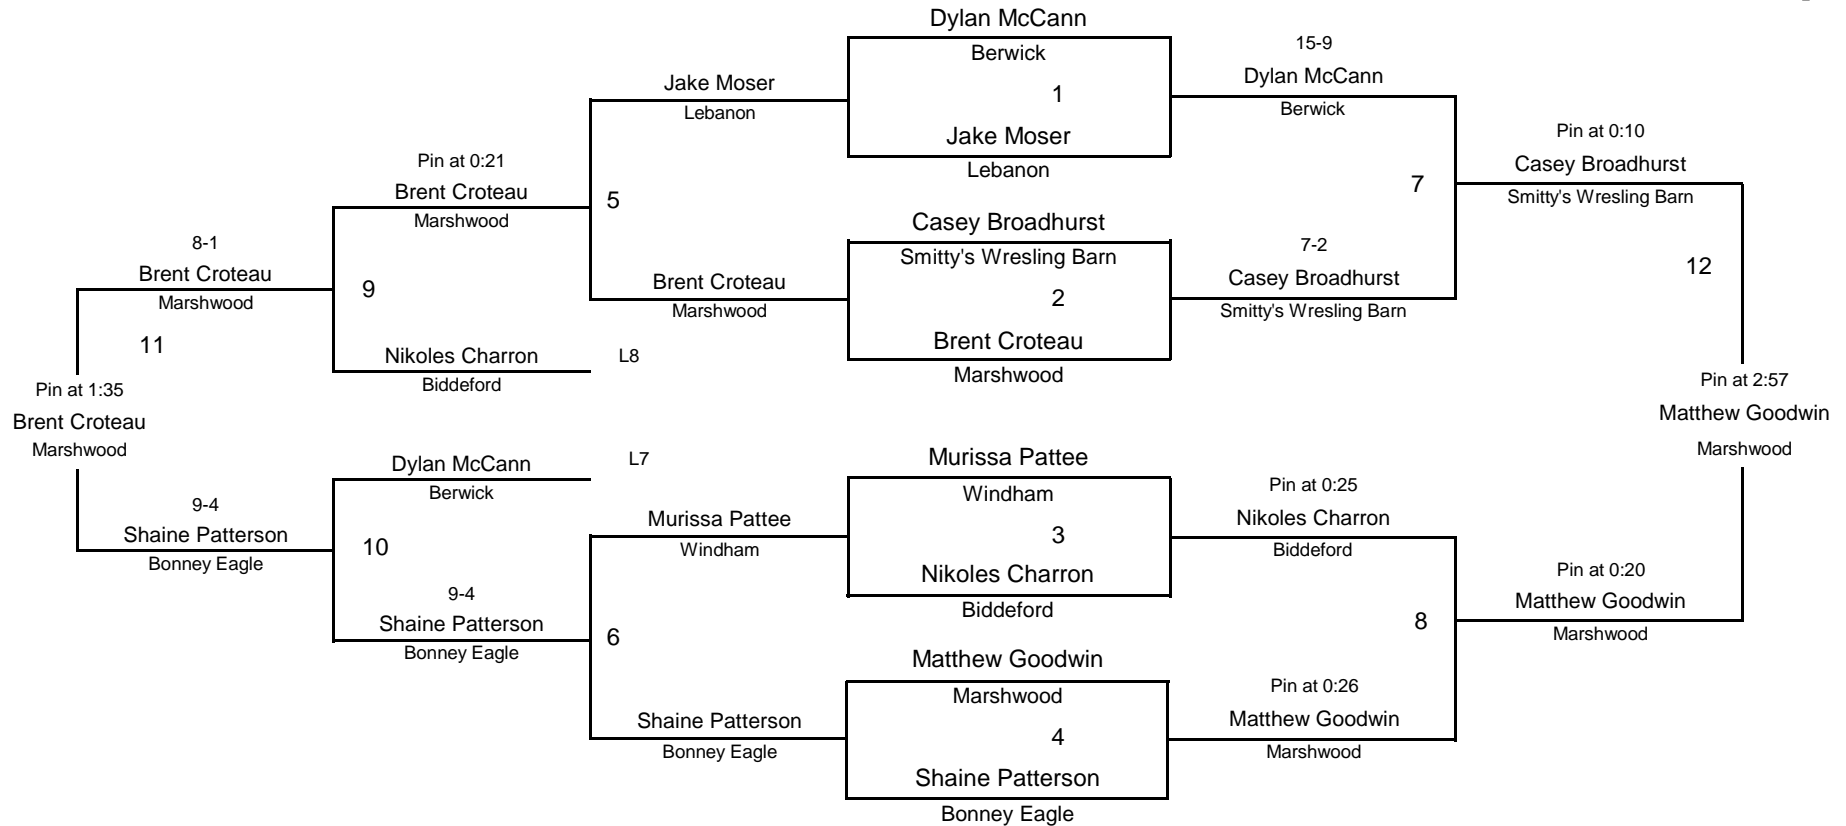 Dylan McCann
Berwick
15-9
Jake Moser
Dylan McCann
Lebanon
1
Berwick
Jake Moser
Lebanon
Pin at 0:10
Casey Broadhurst
Smitty's Wresling Barn
Pin at 0:21
Brent Croteau
Marshwood
5
7
Casey Broadhurst
Smitty's Wresling Barn
7-2
8-1
Brent Croteau
Marshwood
9
Brent Croteau
Marshwood
2
Casey Broadhurst
Smitty's Wresling Barn
12
Brent Croteau
Marshwood
11
Nikoles Charron
Biddeford
L8
Pin at 1:35
Brent Croteau
Marshwood
Pin at 2:57
Matthew Goodwin
Marshwood
Dylan McCann
Berwick
L7
Murissa Pattee
Windham
Pin at 0:25
9-4
Shaine Patterson
Bonney Eagle
Murissa Pattee
Windham
3
Nikoles Charron
Biddeford
10
Nikoles Charron
Biddeford
9-4
Shaine Patterson
Bonney Eagle
6
8
Pin at 0:20
Matthew Goodwin
Marshwood
Matthew Goodwin
Marshwood
Pin at 0:26
Shaine Patterson
Bonney Eagle
4
Matthew Goodwin
Marshwood
Shaine Patterson
Bonney Eagle